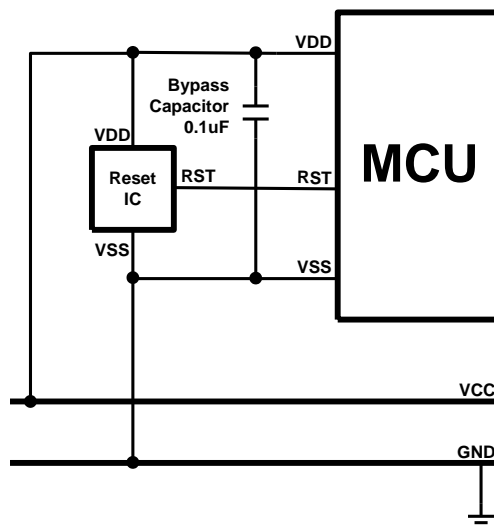 VDD
Bypass
Capacitor
0.1uF
VDD
MCU
Reset
IC
RST
RST
VSS
VSS
VCC
GND